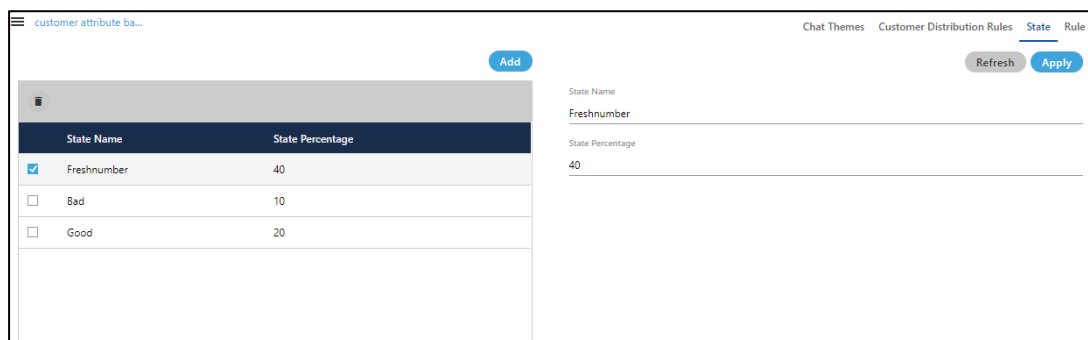 customer attribute ba...
Chat Themes Customer Distribution Rules State Rule
Add
Refresh Apply
State Name State Percentage
Freshnumber 40
Bad 10
Good 20
State Name
Freshnumber
State Percentage
40